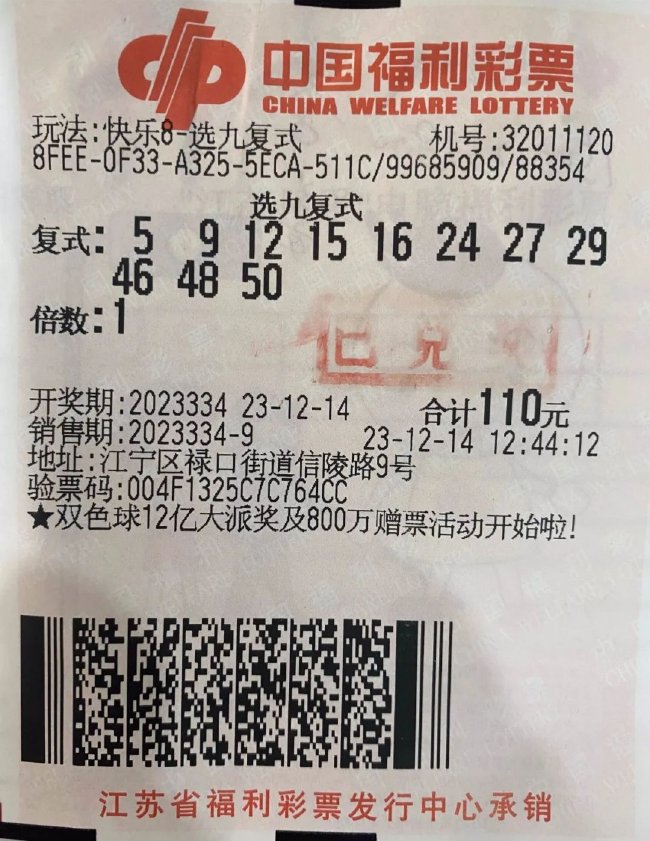 中国福利彩票
CHINA WELFARE LOTTERY
玩法:快乐8-选九复式 机号:32011120
8FEE-0F33-A325-5ECA-511C/99685909/88354
选九复式
复式: 5 9 12 15 16 24 27 29
46 48 50
倍数:1
已兑
开奖期:2023334 23-12-14 合计110元
销售期:2023334-9 23-12-14 12:44:12
地址:江宁区禄口街道信陵路9号
验票码:004F1325C7C764CC
★双色球12亿大派奖及800万赠票活动开始啦!
江苏省福利彩票发行中心承销